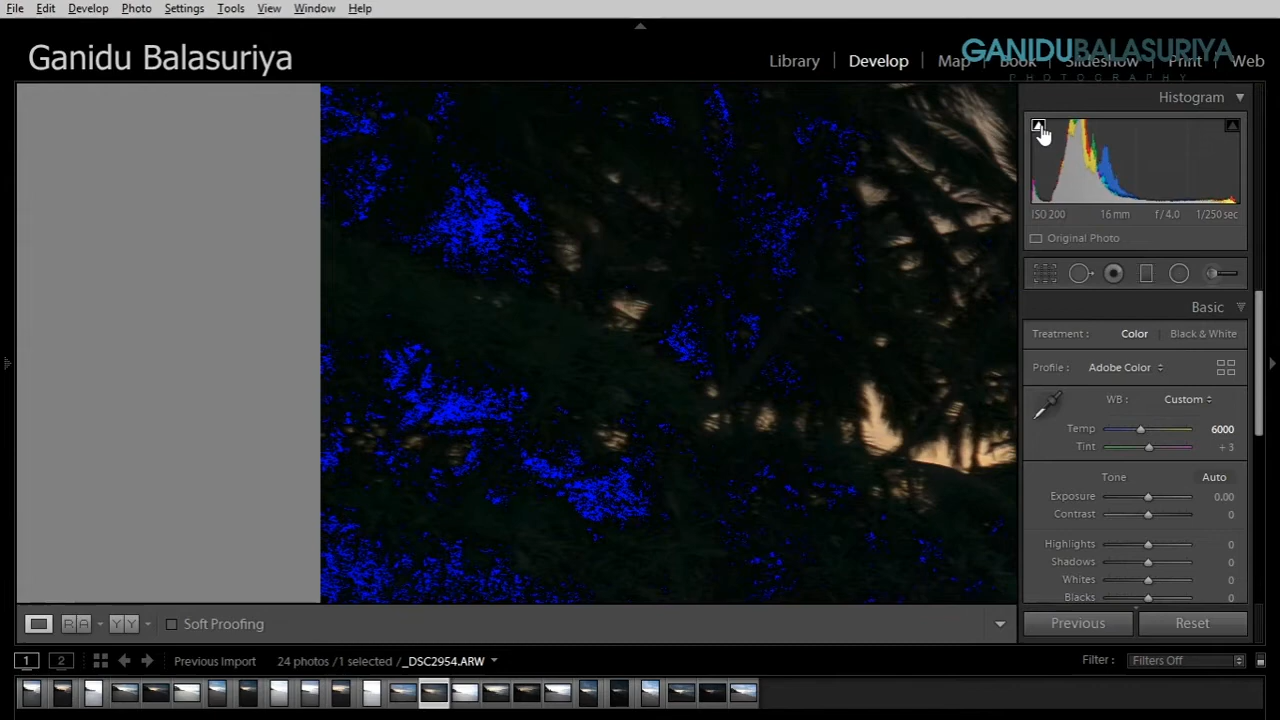 File Edit Develop Photo Settings Tools View Window Help
Ganidu Balasuriya
GANIDUBALASURIYA
PHOTOGRAPHY
Library Develop Map Book Slideshow Print Web
Histogram
ISO 200 16 mm f / 4.0 1/250 sec
Original Photo
Basic
Treatment : Color Black & White
Profile : Adobe Color
WB : Custom
Temp 6000
Tint + 3
Tone Auto
Exposure 0.00
Contrast 0
Highlights 0
Shadows 0
Whites 0
Blacks 0
R A Y Y Soft Proofing
Previous Reset
1 2 Previous Import 24 photos / 1 selected / _DSC2954.ARW Filter : Filters Off